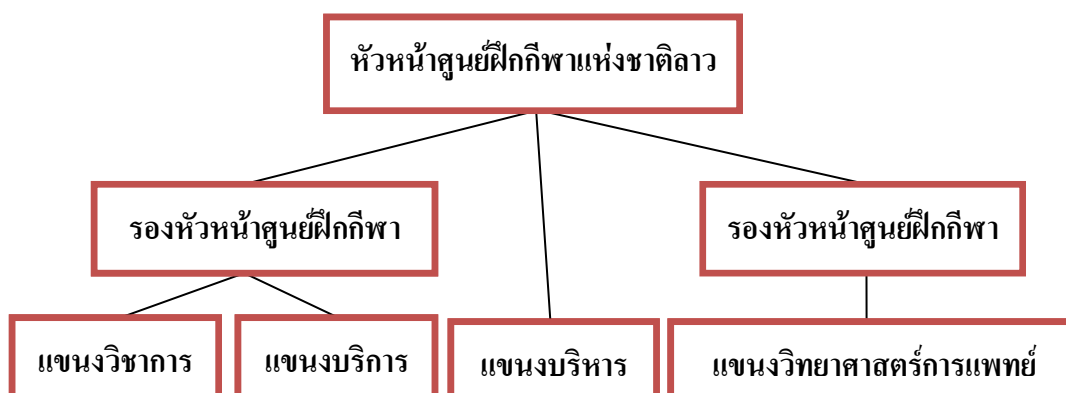 หัวหน้าศูนย์ฝึกกีฬาแห่งชาติลาว
รองหัวหน้าศูนย์ฝึกกีฬา
รองหัวหน้าศูนย์ฝึกกีฬา
แขนงวิชาการ
แขนงบริการ
แขนงบริหาร
แขนงวิทยาศาสตร์การแพทย์